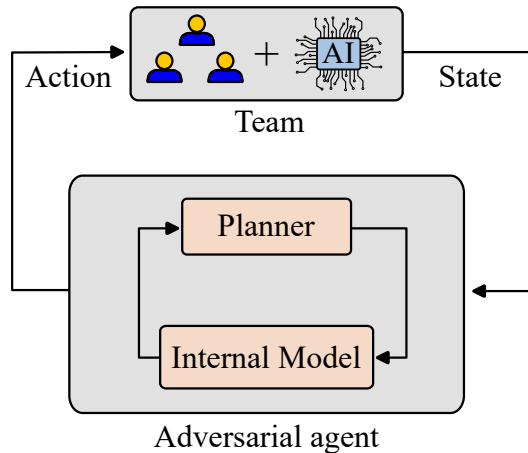 + AI
Action
State
Team
Planner
Internal Model
Adversarial agent